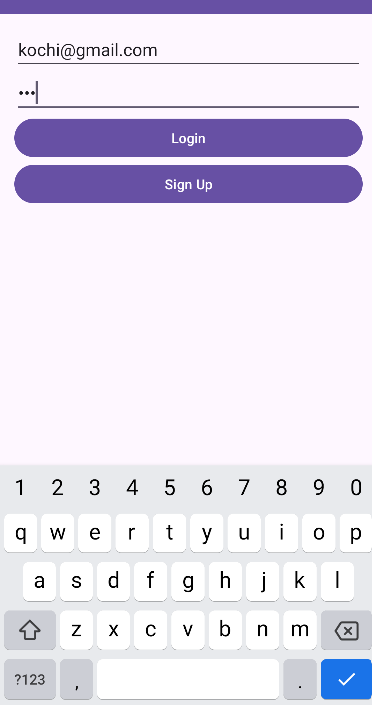 kochi@gmail.com
•••
Login
Sign Up
1 2 3 4 5 6 7 8 9 0
q w e r t y u i o p
a s d f g h j k l
z x c v b n m
?123 , .